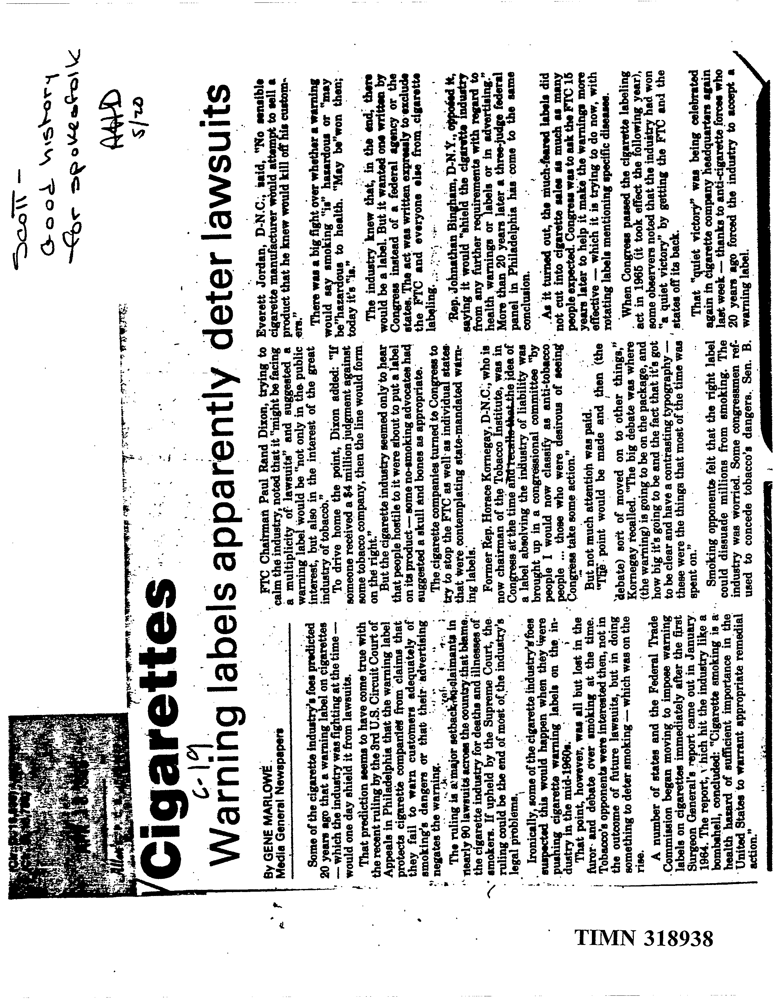 Scott -
Good history
for spokesfolk
5/20
Cigarettes
C-19
Warning labels apparently deter lawsuits
By GENE MARLOWE
Media General Newspapers
Some of the cigarette industry's foes predicted
20 years ago that a warning label on cigarettes
— which the industry was fighting at the time —
would one day shield it from lawsuits.
That prediction seems to have come true with
the recent ruling by the 3rd U.S. Circuit Court of
Appeals in Philadelphia that the warning label
protects cigarette companies from claims that
they fail to warn customers adequately of
smoking's dangers or that their advertising
negates the warning.
The ruling is a major setback to claimants in
nearly 90 lawsuits across the country that blame
the cigarette industry for deaths and illnesses of
smokers. If upheld by the Supreme Court, the
ruling could be the end of most of the industry's
legal problems.
Ironically, some of the cigarette industry's foes
suspected this would happen when they were
pushing cigarette warning labels on the in-
dustry in the mid-1960s.
That point, however, was all but lost in the
furor and debate over smoking at the time.
Tobacco's opponents were interested then, not in
the outcome of future lawsuits, but in doing
something to deter smoking — which was on the
rise.
A number of states and the Federal Trade
Commission began moving to impose warning
labels on cigarettes immediately after the first
Surgeon General's report came out in January
1964. The report, which hit the industry like a
bombshell, concluded: "Cigarette smoking is a
health hazard of sufficient importance in the
United States to warrant appropriate remedial
action."
FTC Chairman Paul Rand Dixon, trying to
calm the industry, noted that it "might be facing
a multiplicity of lawsuits" and suggested a
warning label would be "not only in the public
interest, but also in the interest of the great
industry of tobacco."
To drive home the point, Dixon added: "If
someone received a $4 million judgment against
some tobacco company, then the line would form
on the right."
But the cigarette industry seemed only to hear
that people hostile to it were about to put a label
on its product — some no-smoking advocates had
suggested a skull and bones as appropriate.
The cigarette companies turned to Congress to
try to stop the FTC as well as individual states
that were contemplating state-mandated warn-
ing labels.
Former Rep. Horace Kornegay, D-N.C., who is
now chairman of the Tobacco Institute, was in
Congress at the time and recalls that the idea of
a label absolving the industry of liability was
brought up in a congressional committee "by
people I would now classify as anti-tobacco
people ... those who were desirous of seeing
Congress take some action."
But not much attention was paid.
"The point would be made and then (the
debate) sort of moved on to other things,"
Kornegay recalled. "The big debate was where
(the warning) is going to be on the package, and
how big it's going to be and the fact that it's got
to be clear and have a contrasting typography —
these were the things that most of the time was
spent on."
Smoking opponents felt that the right label
could dissuade millions from smoking. The
industry was worried. Some congressmen ref-
used to concede tobacco's dangers. Sen. B.
Everett Jordan, D-N.C., said, "No sensible
cigarette manufacturer would attempt to sell a
product that he knew would kill off his custom-
ers."
There was a big fight over whether a warning
would say smoking "is" hazardous or "may
be" hazardous to health. "May be" won then;
today it's "is."
The industry knew that, in the end, there
would be a label. But it wanted one written by
Congress instead of a federal agency or the
states. The act was written expressly to exclude
the FTC and everyone else from cigarette
labeling.
Rep. Johnathan Bingham, D-N.Y., opposed it,
saying it would "shield the cigarette industry
from any further requirements with regard to
health warnings or labels or in advertising."
More than 20 years later a three-judge federal
panel in Philadelphia has come to the same
conclusion.
As it turned out, the much-feared labels did
not cut into cigarette sales as much as many
people expected. Congress was to ask the FTC 15
years later to help it make the warnings more
effective — which it is trying to do now, with
rotating labels mentioning specific diseases.
When Congress passed the cigarette labeling
act in 1965 (it took effect the following year),
some observers noted that the industry had won
"a quiet victory" by getting the FTC and the
states off its back.
That "quiet victory" was being celebrated
again in cigarette company headquarters again
last week — thanks to anti-cigarette forces who
20 years ago forced the industry to accept a
warning label.
TIMN 318938